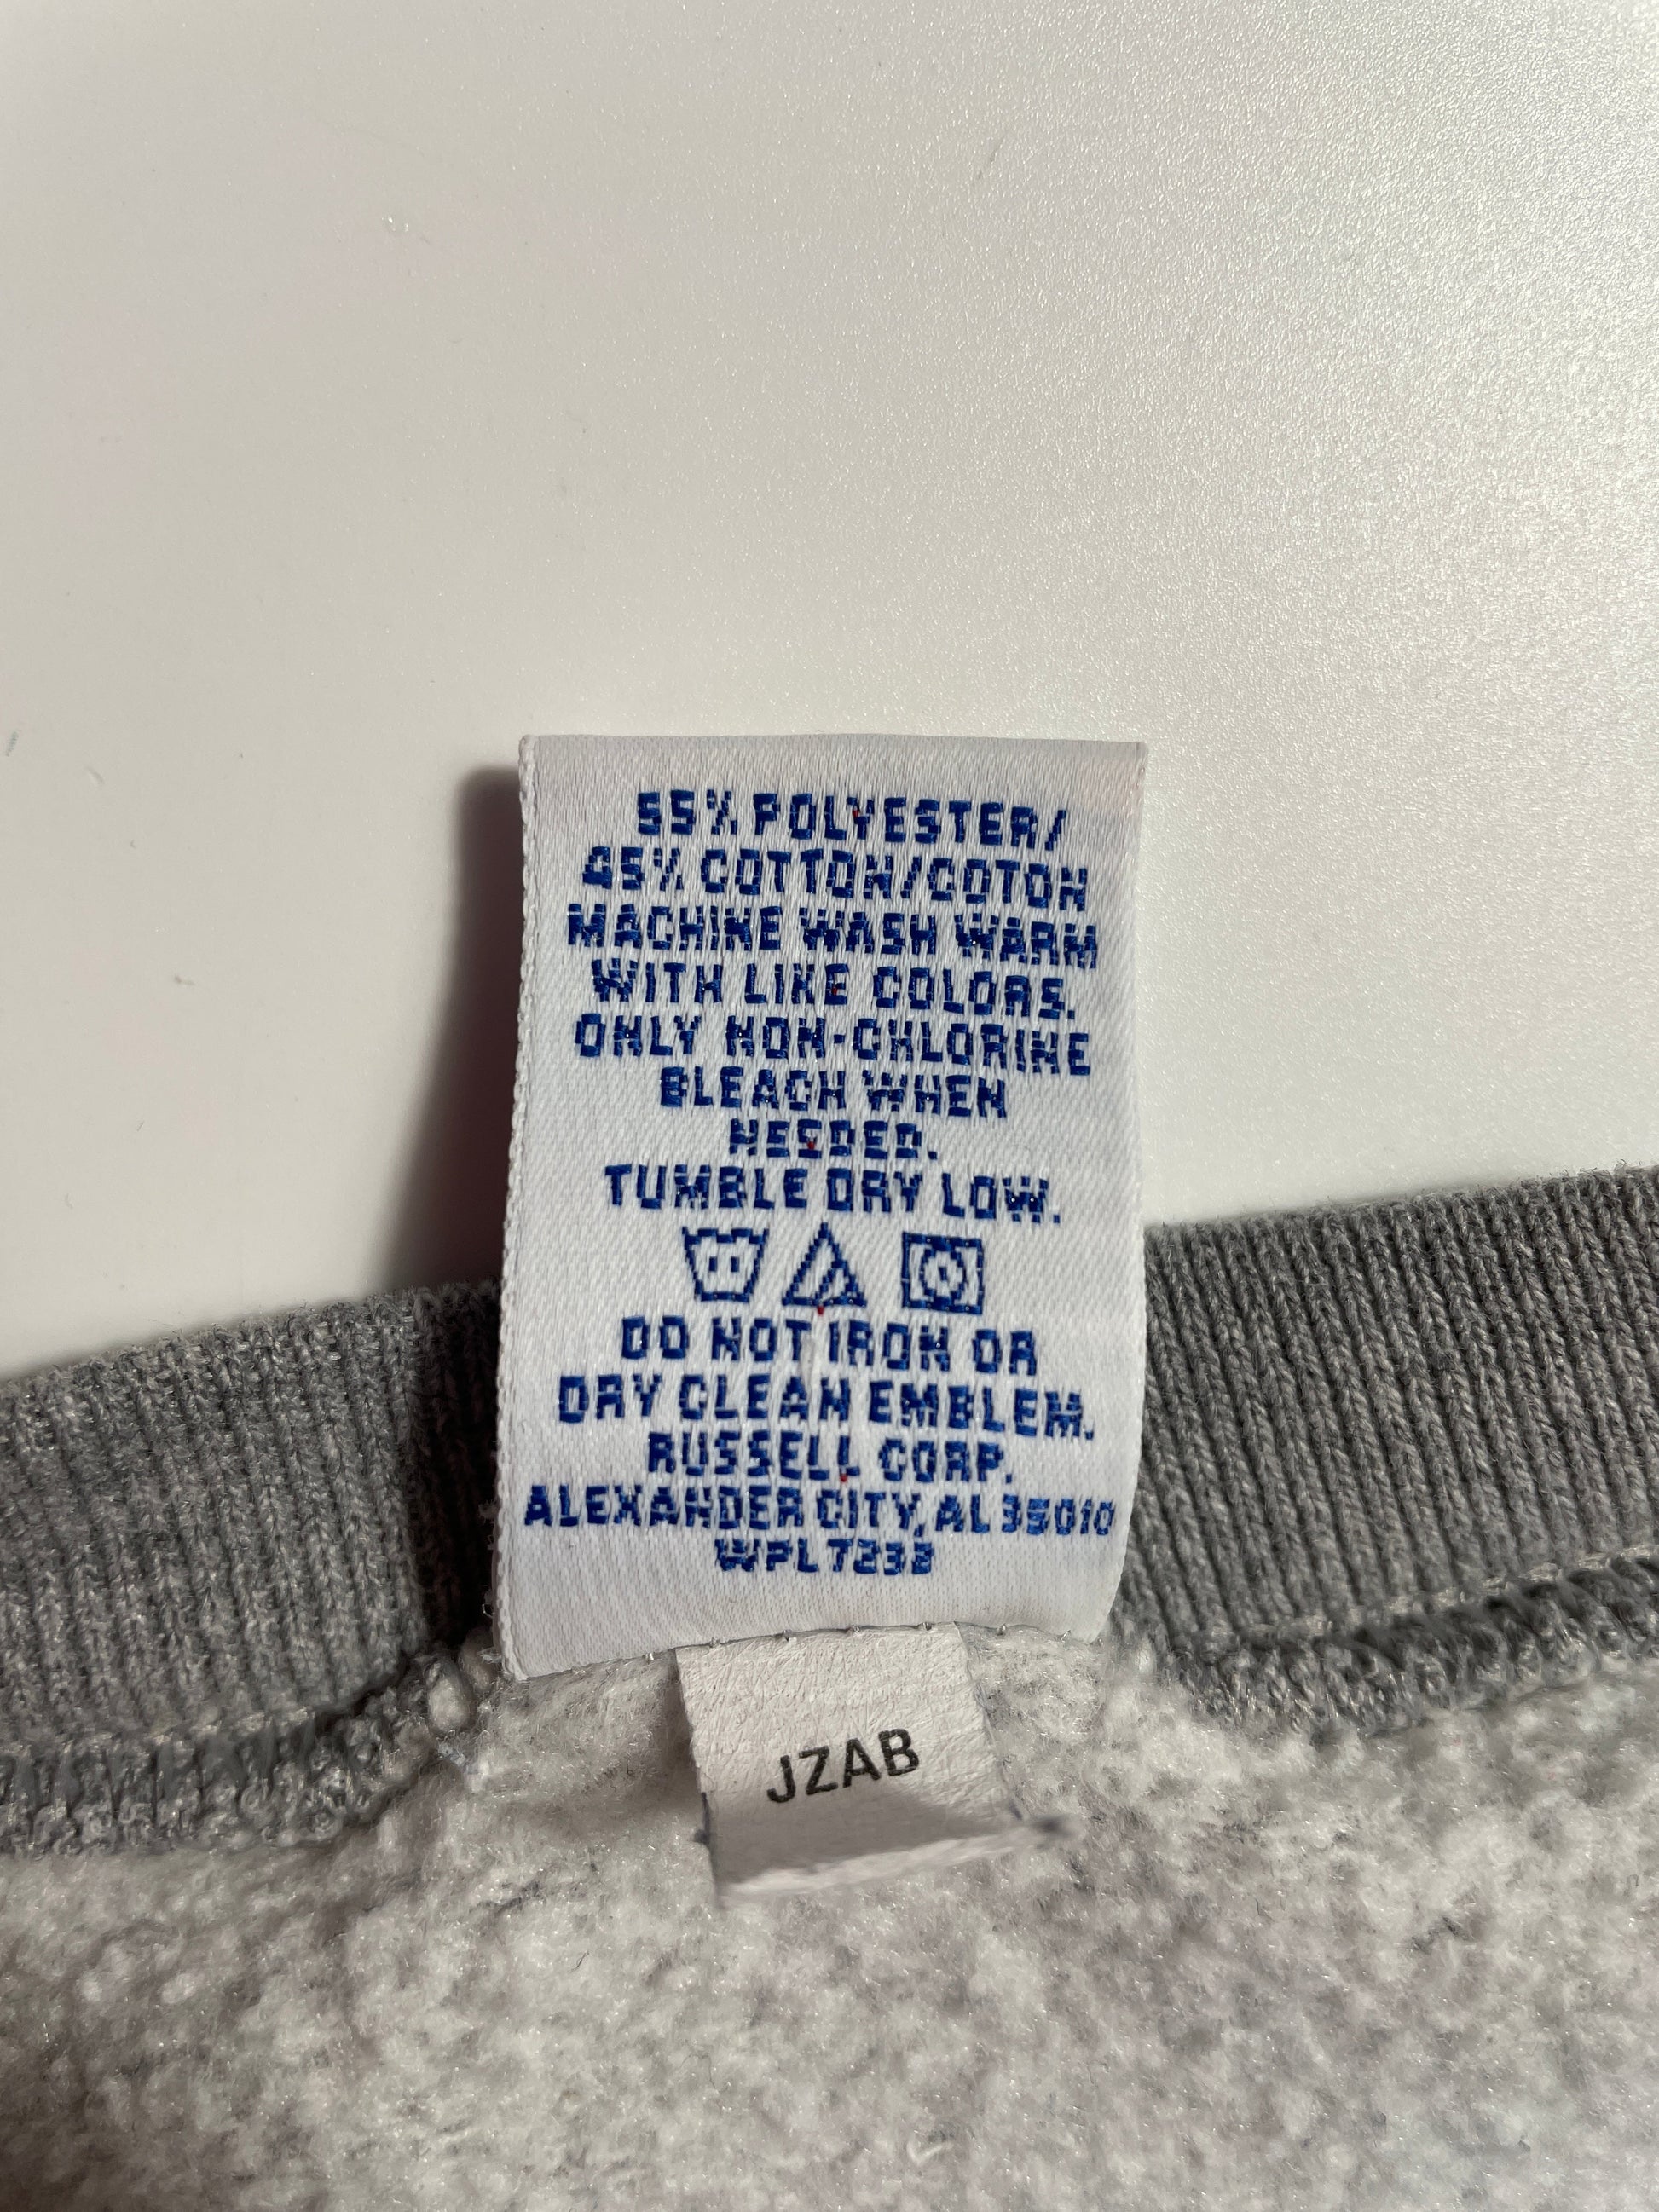 55% POLYESTER/
45% COTTON/COTON
MACHINE WASH WARM
WITH LIKE COLORS.
ONLY NON-CHLORINE
BLEACH WHEN
NEEDED.
TUMBLE DRY LOW.
DO NOT IRON OR
DRY CLEAN EMBLEM.
RUSSELL CORP.
ALEXANDER CITY, AL 35010
WPL 7232
JZAB